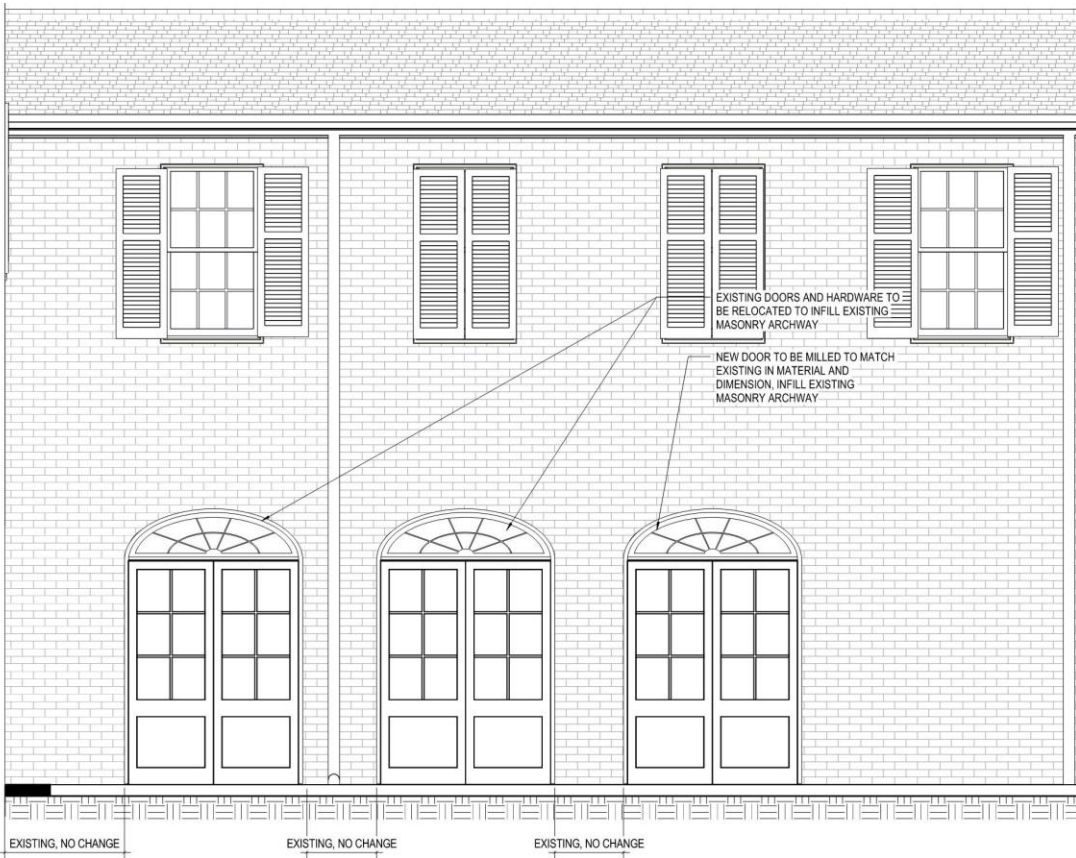 EXISTING DOORS AND HARDWARE TO
BE RELOCATED TO INFILL EXISTING
MASONRY ARCHWAY
NEW DOOR TO BE MILLED TO MATCH
EXISTING IN MATERIAL AND
DIMENSION, INFILL EXISTING
MASONRY ARCHWAY
EXISTING, NO CHANGE
EXISTING, NO CHANGE
EXISTING, NO CHANGE